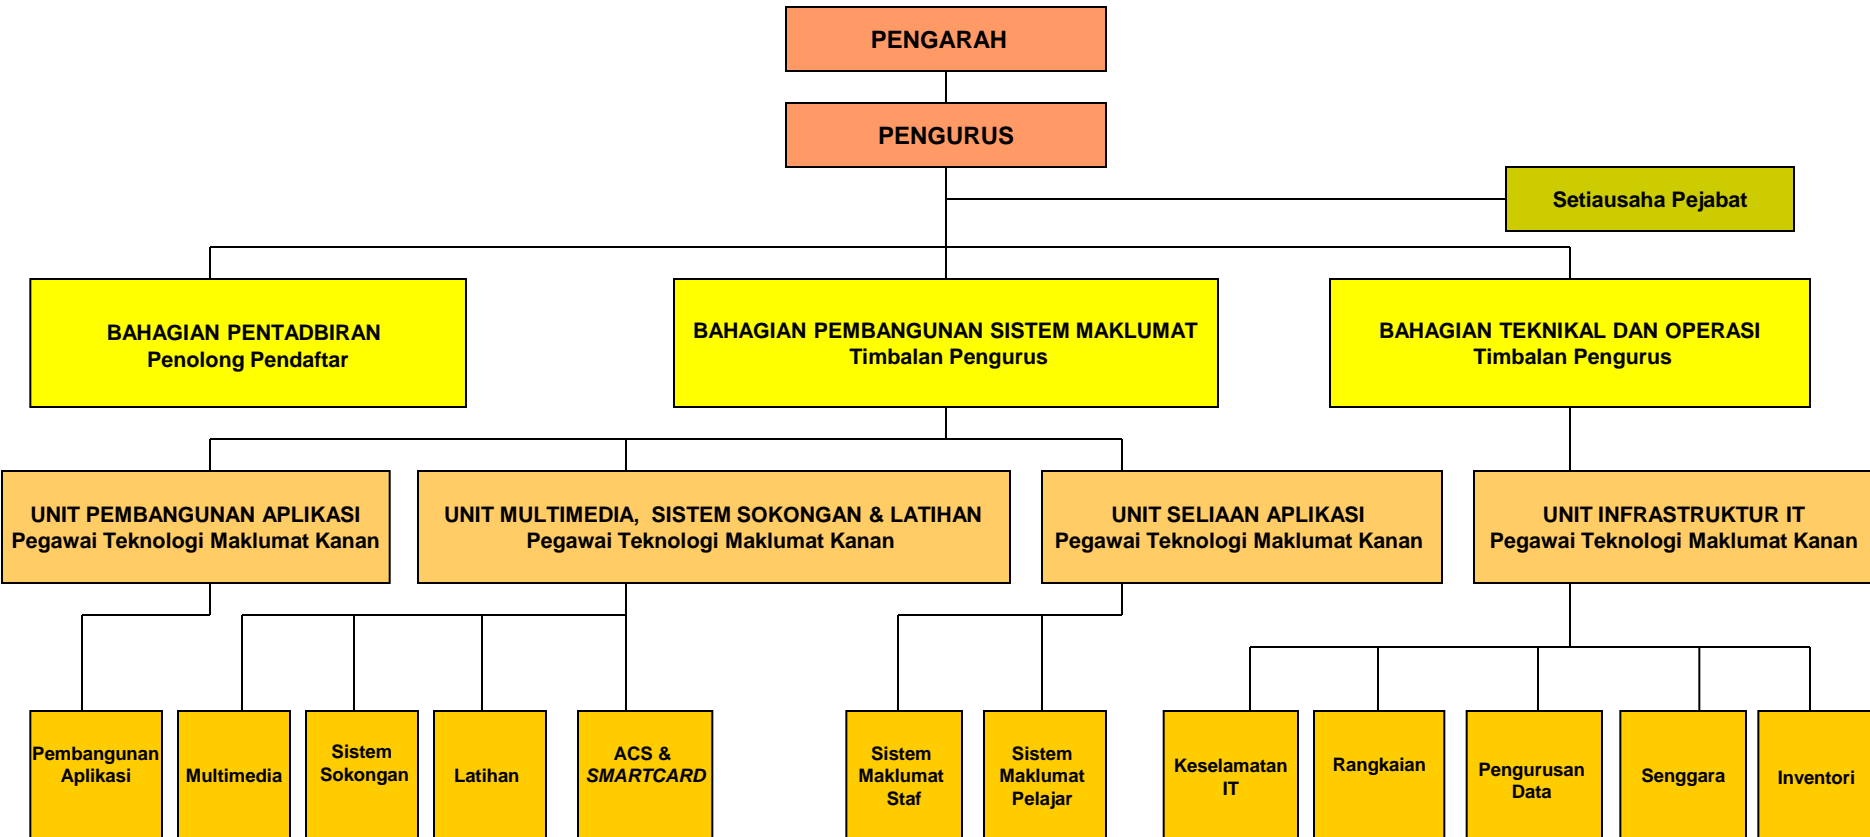 PENGARAH
PENGURUS
Setiausaha Pejabat
BAHAGIAN PENTADBIRAN
Penolong Pendaftar
BAHAGIAN PEMBANGUNAN SISTEM MAKLUMAT
Timbalan Pengurus
BAHAGIAN TEKNIKAL DAN OPERASI
Timbalan Pengurus
UNIT PEMBANGUNAN APLIKASI
Pegawai Teknologi Maklumat Kanan
UNIT MULTIMEDIA, SISTEM SOKONGAN & LATIHAN
Pegawai Teknologi Maklumat Kanan
UNIT SELIAAN APLIKASI
Pegawai Teknologi Maklumat Kanan
UNIT INFRASTRUKTUR IT
Pegawai Teknologi Maklumat Kanan
Pembangunan
Aplikasi
Multimedia
Sistem
Sokongan
Latihan
ACS &
SMARTCARD
Sistem
Maklumat
Staf
Sistem
Maklumat
Pelajar
Keselamatan
IT
Rangkaian
Pengurusan
Data
Senggara
Inventori